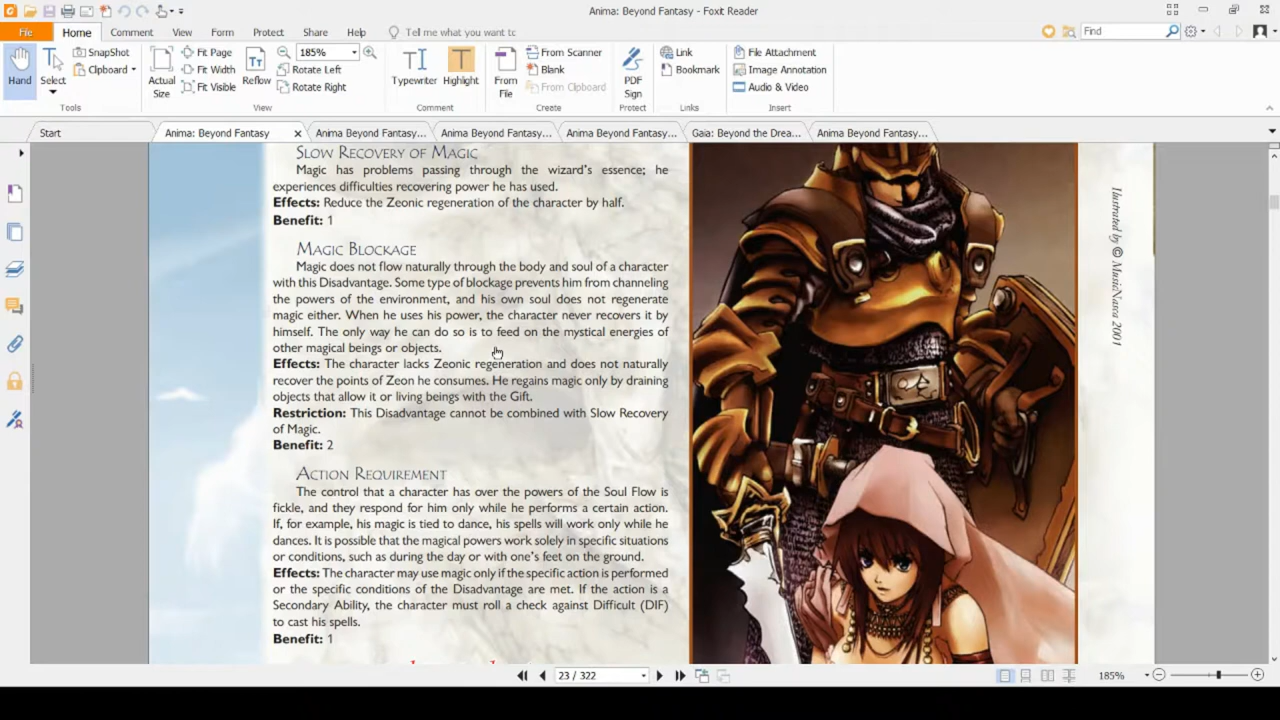 Anima: Beyond Fantasy - Foxit Reader
File Home Comment View Form Protect Share Help Tell me what you want tc Find
Hand Select SnapShot Clipboard Actual Size Fit Page Fit Width Fit Visible Reflow 185% Rotate Left Rotate Right Typewriter Highlight From File From Scanner Blank From Clipboard PDF Sign Link Bookmark File Attachment Image Annotation Audio & Video
Tools View Comment Create Protect Links Insert
Start Anima: Beyond Fantasy Anima Beyond Fantasy... Anima Beyond Fantasy... Anima Beyond Fantasy... Gaia: Beyond the Drea... Anima Beyond Fantasy...
SLOW RECOVERY OF MAGIC
Magic has problems passing through the wizard's essence; he
experiences difficulties recovering power he has used.
Effects: Reduce the Zeonic regeneration of the character by half.
Benefit: 1
MAGIC BLOCKAGE
Magic does not flow naturally through the body and soul of a character
with this Disadvantage. Some type of blockage prevents him from channeling
the powers of the environment, and his own soul does not regenerate
magic either. When he uses his power, the character never recovers it by
himself. The only way he can do so is to feed on the mystical energies of
other magical beings or objects.
Effects: The character lacks Zeonic regeneration and does not naturally
recover the points of Zeon he consumes. He regains magic only by draining
objects that allow it or living beings with the Gift.
Restriction: This Disadvantage cannot be combined with Slow Recovery
of Magic.
Benefit: 2
ACTION REQUIREMENT
The control that a character has over the powers of the Soul Flow is
fickle, and they respond for him only while he performs a certain action.
If, for example, his magic is tied to dance, his spells will work only while he
dances. It is possible that the magical powers work solely in specific situations
or conditions, such as during the day or with one's feet on the ground.
Effects: The character may use magic only if the specific action is performed
or the specific conditions of the Disadvantage are met. If the action is a
Secondary Ability, the character must roll a check against Difficult (DIF)
to cast his spells.
Benefit: 1
Ilustrated by © MusicNasca 2001
23 / 322
185%